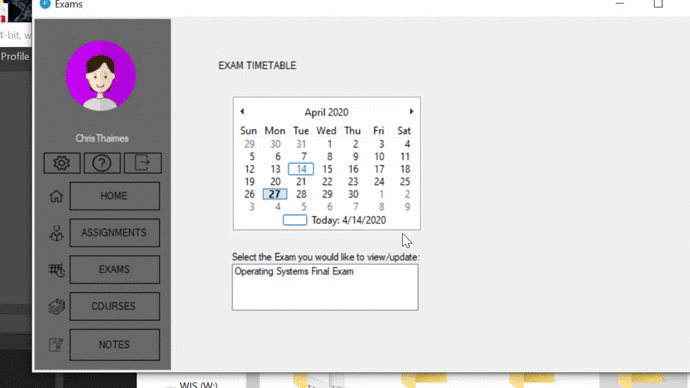 Exams
4-bit, w
Profile
EXAM TIMETABLE
April 2020
Sun Mon Tue Wed Thu Fri Sat
29 30 31 1 2 3 4
5 6 7 8 9 10 11
12 13 14 15 16 17 18
19 20 21 22 23 24 25
26 27 28 29 30 1 2
3 4 5 6 7 8 9
Today: 4/14/2020
Chris Thaimes
HOME
ASSIGNMENTS
EXAMS
COURSES
NOTES
Select the Exam you would like to view/update:
Operating Systems Final Exam
WIS (W:)